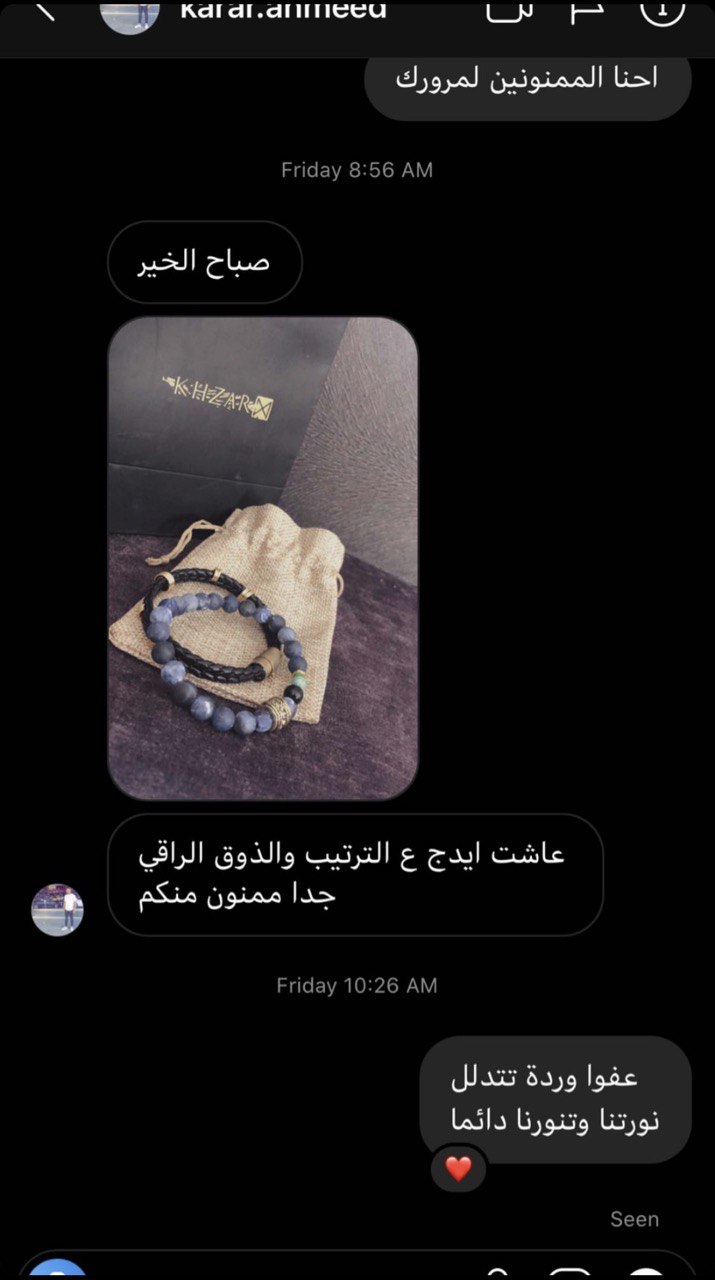 karar.ahmeed
احنا الممنونين لمرورك
Friday 8:56 AM
صباح الخير
KHEZAR
عاشت ايدج ع الترتيب والذوق الراقي
جدا ممنون منكم
Friday 10:26 AM
عفوا وردة تتدلل
نورتنا وتنورنا دائما
Seen